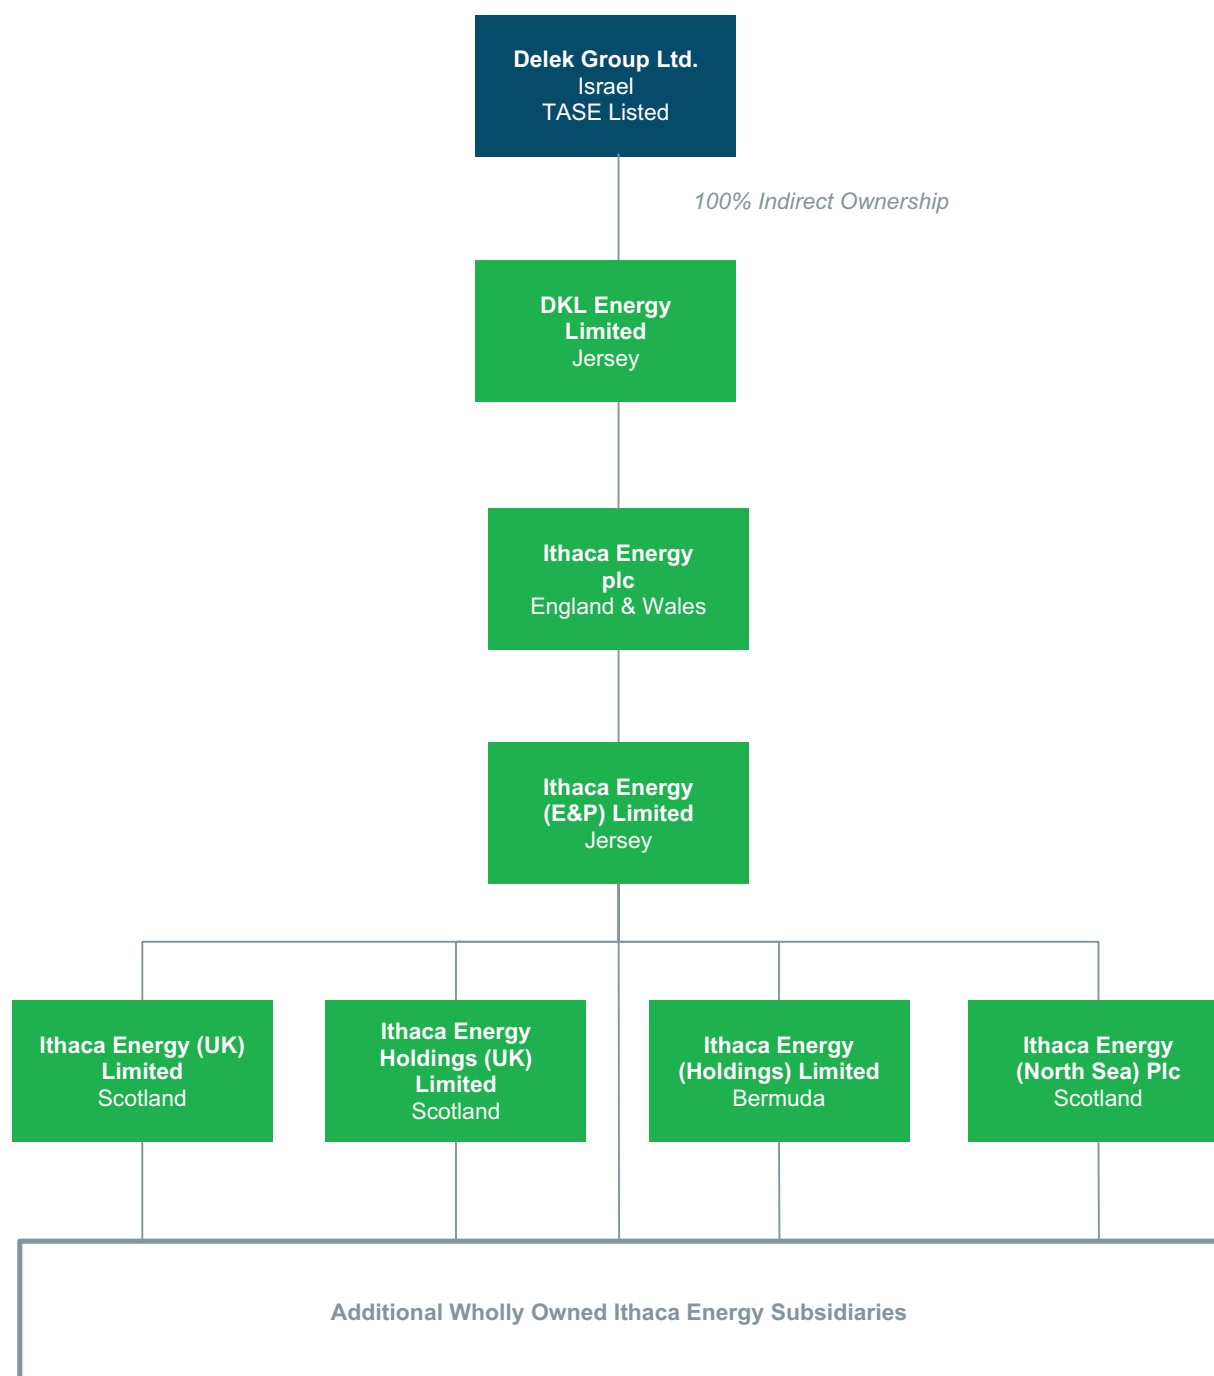 Delek Group Ltd.
Israel
TASE Listed
100% Indirect Ownership
DKL Energy
Limited
Jersey
Ithaca Energy
plc
England & Wales
Ithaca Energy
(E&P) Limited
Jersey
Ithaca Energy (UK)
Limited
Scotland
Ithaca Energy
Holdings (UK)
Limited
Scotland
Ithaca Energy
(Holdings) Limited
Bermuda
Ithaca Energy
(North Sea) Plc
Scotland
Additional Wholly Owned Ithaca Energy Subsidiaries